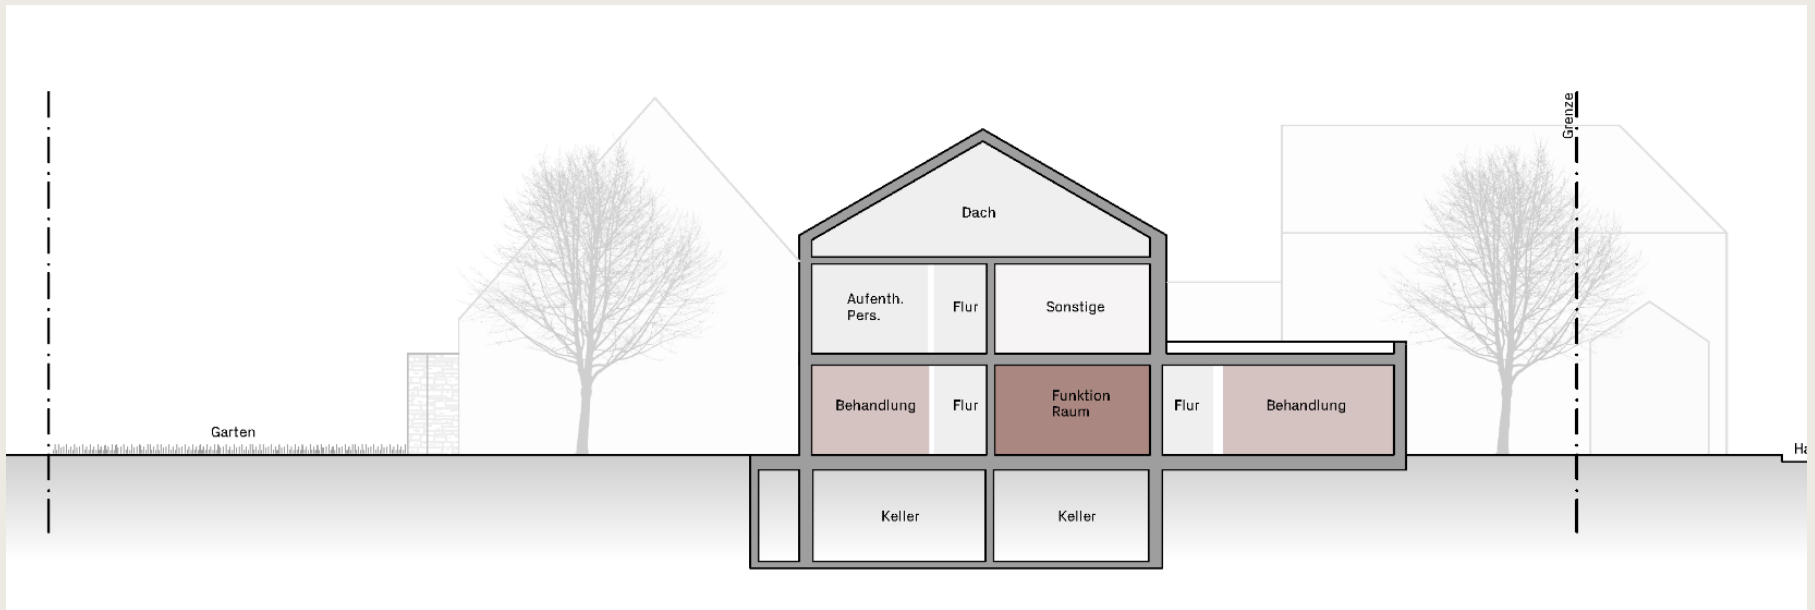 Grenze
Dach
Aufenth.
Pers.
Flur
Sonstige
Behandlung
Flur
Funktion
Raum
Flur
Behandlung
Garten
Keller
Keller